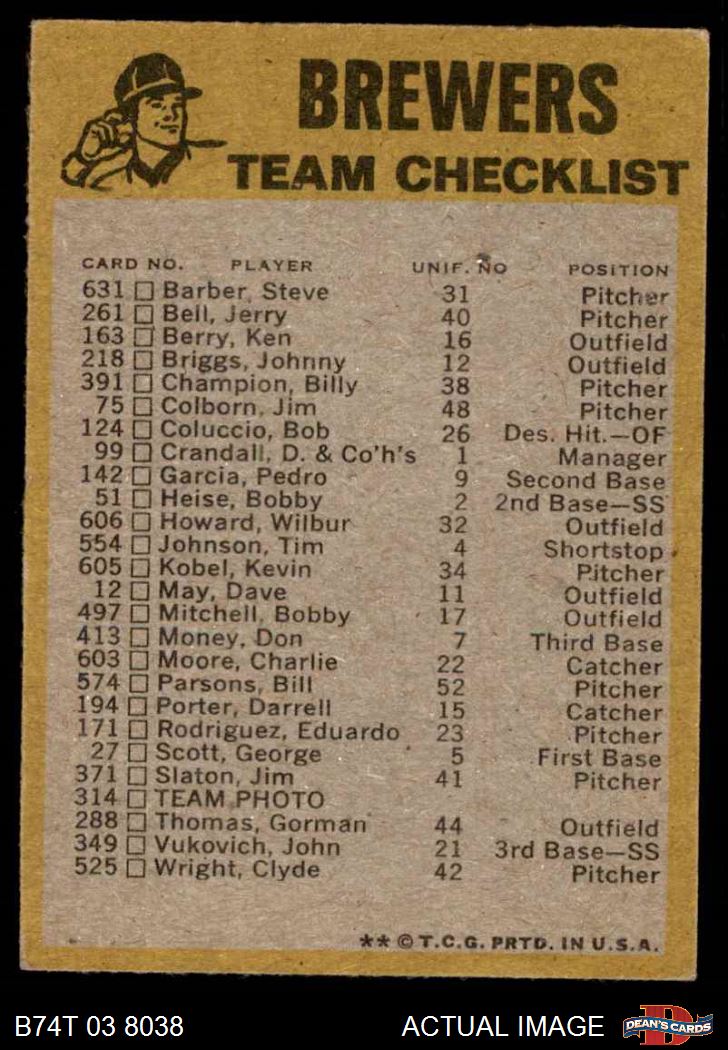 BREWERS
TEAM CHECKLIST
CARD NO. PLAYER UNIF. NO POSITION
631 Barber, Steve 31 Pitcher
261 Bell, Jerry 40 Pitcher
163 Berry, Ken 16 Outfield
218 Briggs, Johnny 12 Outfield
391 Champion, Billy 38 Pitcher
75 Colborn, Jim 48 Pitcher
124 Coluccio, Bob 26 Des. Hit.—OF
99 Crandall, D. & Co'h's 1 Manager
142 Garcia, Pedro 9 Second Base
51 Heise, Bobby 2 2nd Base—SS
606 Howard, Wilbur 32 Outfield
554 Johnson, Tim 4 Shortstop
605 Kobel, Kevin 34 Pitcher
12 May, Dave 11 Outfield
497 Mitchell, Bobby 17 Outfield
413 Money, Don 7 Third Base
603 Moore, Charlie 22 Catcher
574 Parsons, Bill 52 Pitcher
194 Porter, Darrell 15 Catcher
171 Rodriguez, Eduardo 23 Pitcher
27 Scott, George 5 First Base
371 Slaton, Jim 41 Pitcher
314 TEAM PHOTO
288 Thomas, Gorman 44 Outfield
349 Vukovich, John 21 3rd Base—SS
525 Wright, Clyde 42 Pitcher
** © T.C.G. PRTD. IN U.S.A.
B74T 03 8038 ACTUAL IMAGE D DEAN'S CARDS